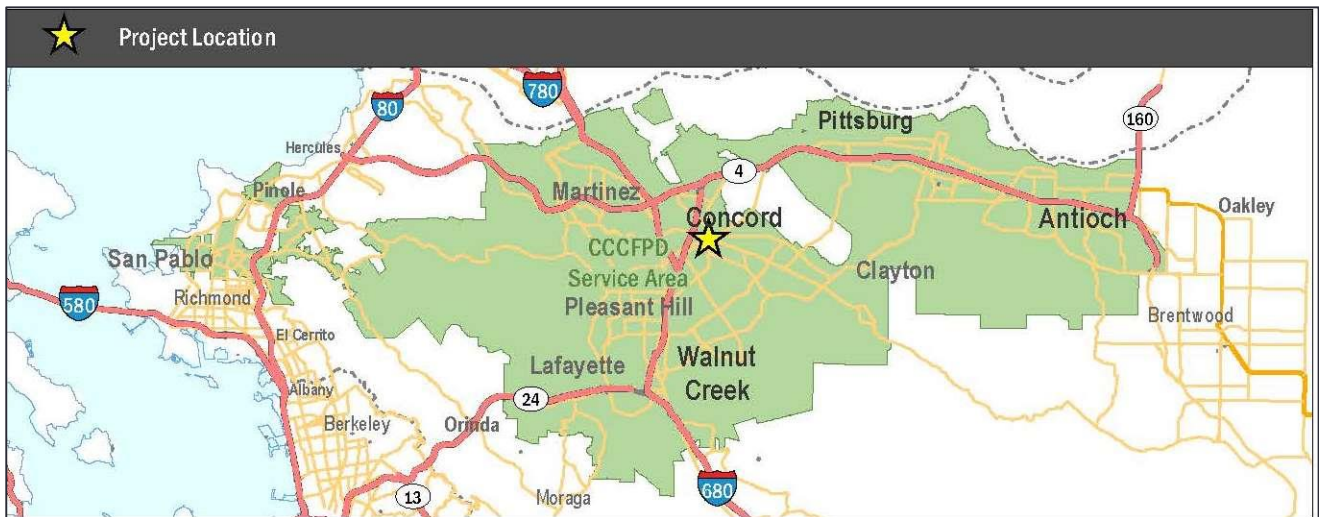 Project Location
780
80
160
Pittsburg
Hercules
4
Pinole
Martinez
Concord
Oakley
Antioch
CCCFPD
Service Area
San Pablo
Clayton
Richmond
580
Pleasant Hill
Brentwood
El Cerrito
Lafayette
Walnut
Creek
Albany
24
Berkeley
Orinda
680
13
Moraga